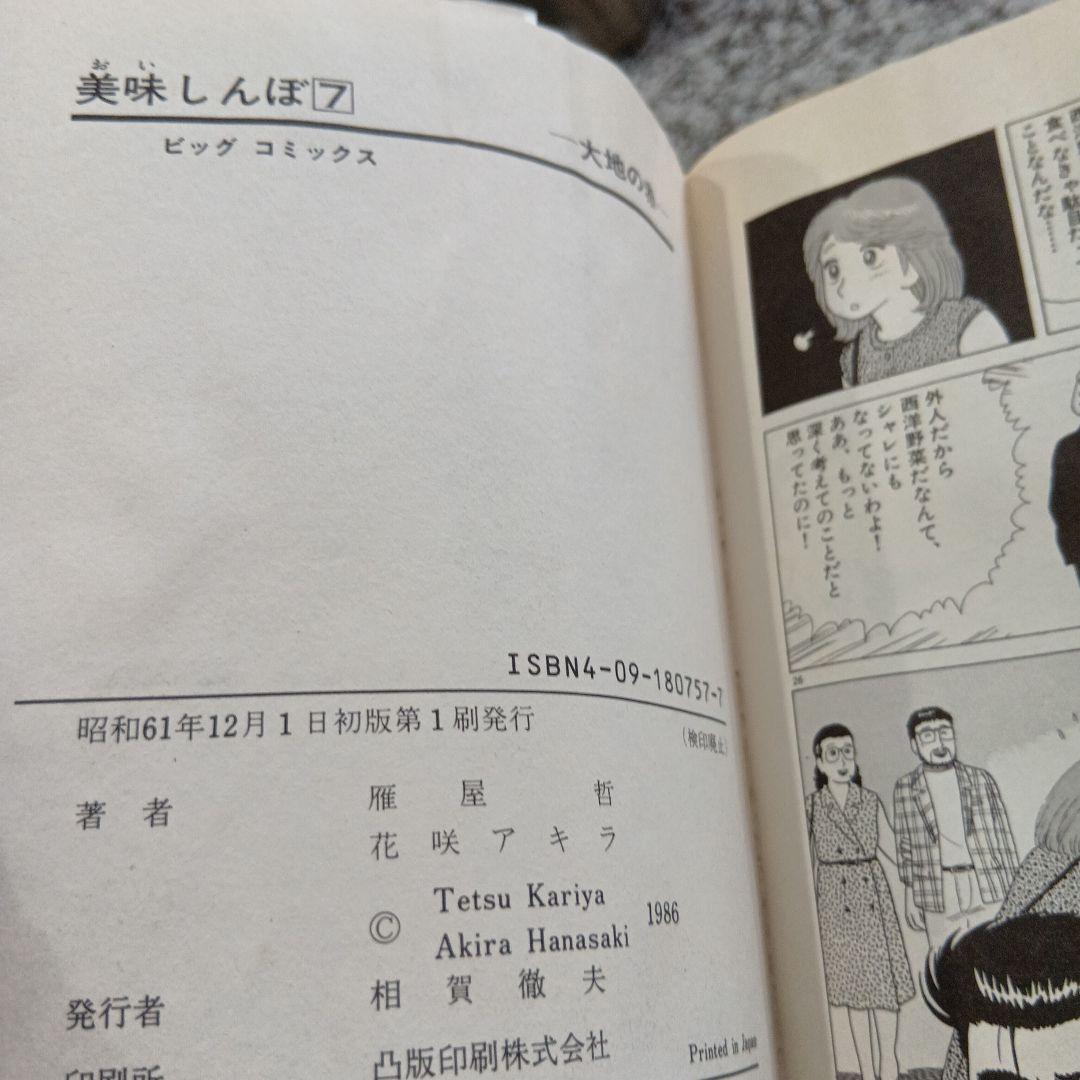 おい
美味しんぼ7
ビッグ コミックス
―大地の
ISBN4-09-180757-7
昭和61年12月1日初版第1刷発行
(検印廃止)
著者
雁屋哲
花咲アキラ
© Tetsu Kariya
Akira Hanasaki
1986
発行者
相賀徹夫
印刷所
凸版印刷株式会社
Printed in Japan
食べなきゃ駄目だって
ことなんだな……
外人だから
西洋野菜だなんて、
シャレにも
なってないわよ!
ああ、もっと
深く考えてのことだと
思ってたのに!
26